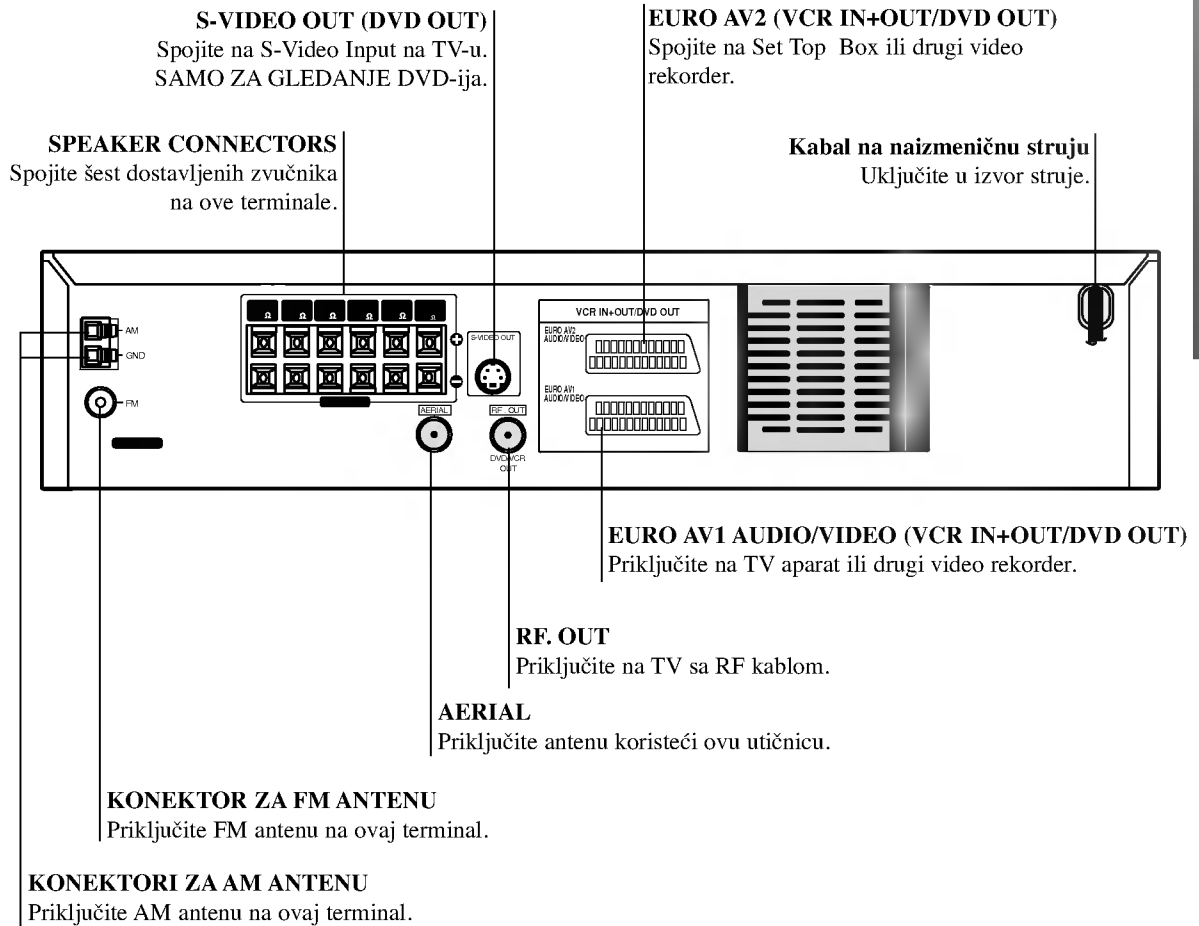 S-VIDEO OUT (DVD OUT)
Spojite na S-Video Input na TV-u.
SAMO ZA GLEDANJE DVD-ija.
EURO AV2 (VCR IN+OUT/DVD OUT)
Spojite na Set Top Box ili drugi video
rekorder.
SPEAKER CONNECTORS
Spojite šest dostavljenih zvučnika
na ove terminale.
Kabal na naizmeničnu struju
Uključite u izvor struje.
Ω Ω Ω Ω Ω Ω
VCR IN+OUT/DVD OUT
AM
GND
FM
S-VIDEO OUT
EURO AV2
AUDIO/VIDEO
EURO AV1
AUDIO/VIDEO
AERIAL
RF. OUT
DVD/VCR
OUT
EURO AV1 AUDIO/VIDEO (VCR IN+OUT/DVD OUT)
Priključite na TV aparat ili drugi video rekorder.
RF. OUT
Priključite na TV sa RF kablom.
AERIAL
Priključite antenu koristeći ovu utičnicu.
KONEKTOR ZA FM ANTENU
Priključite FM antenu na ovaj terminal.
KONEKTORI ZA AM ANTENU
Priključite AM antenu na ovaj terminal.